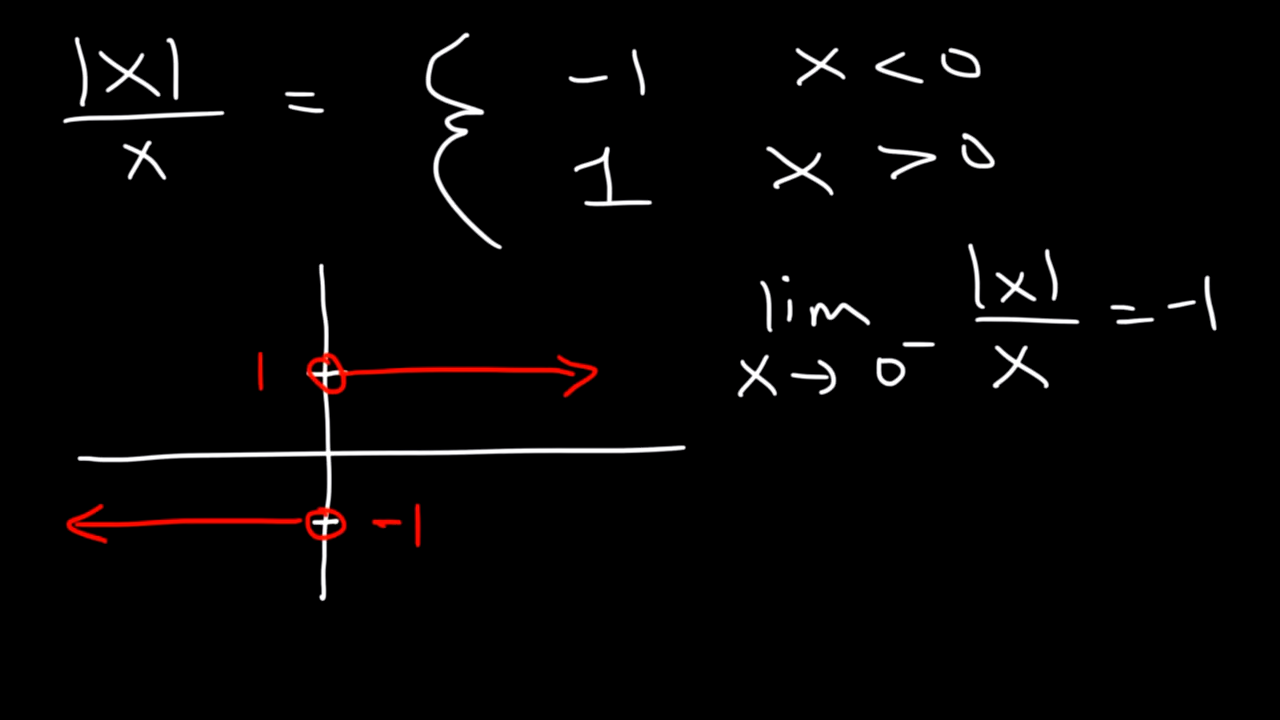 |x|/x = { -1 x < 0
1 x > 0
lim x→0⁻ |x|/x = -1
1
-1